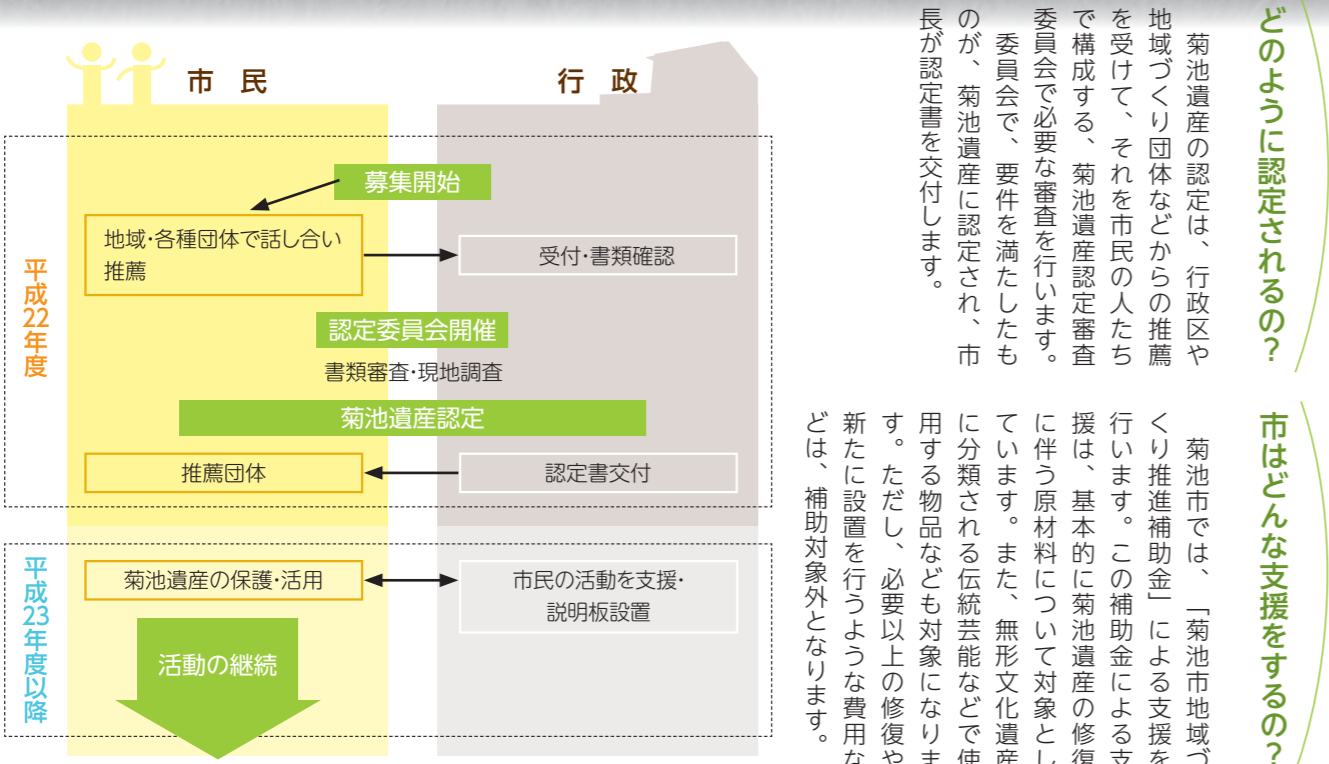 どのように認定されるの?
　菊池遺産の認定は、行政区や
地域づくり団体などからの推薦
を受けて、それを市民の人たち
で構成する、菊池遺産認定審査
委員会で必要な審査を行います。
　委員会で、要件を満たしたも
のが、菊池遺産に認定され、市
長が認定書を交付します。
市はどんな支援をするの?
　菊池市では、「菊池市地域づ
くり推進補助金」による支援を
行います。この補助金による支
援は、基本的に菊池遺産の修復
に伴う原材料について対象とし
ています。また、無形文化遺産
に分類される伝統芸能などで使
用する物品なども対象になりま
す。ただし、必要以上の修復や
新たに設置を行うような費用な
どは、補助対象外となります。
市 民
行 政
平成22年度
募集開始
地域・各種団体で話し合い
推薦
受付・書類確認
認定委員会開催
書類審査・現地調査
菊池遺産認定
推薦団体
認定書交付
平成23年度以降
菊池遺産の保護・活用
市民の活動を支援・
説明板設置
活動の継続